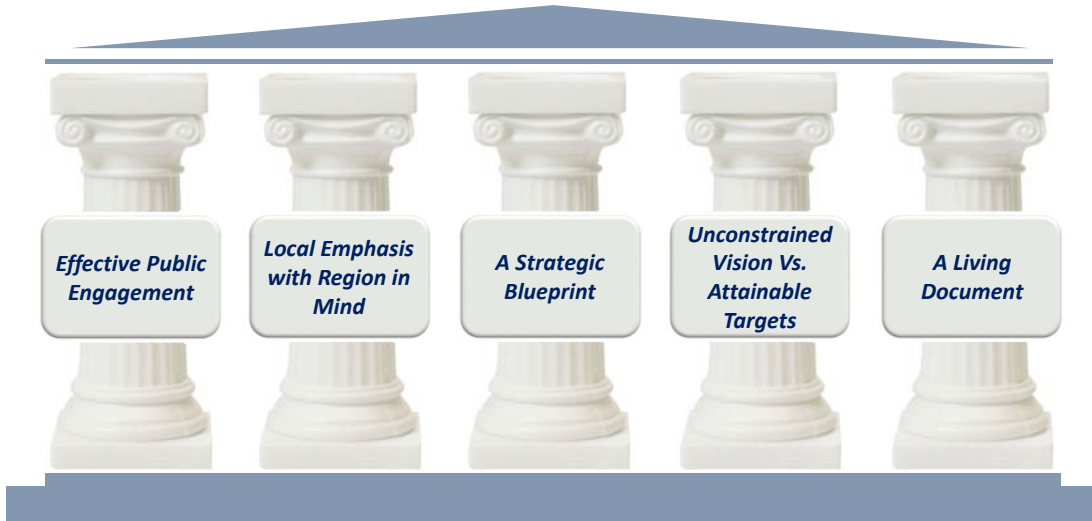 Effective Public
Engagement
Local Emphasis
with Region in
Mind
A Strategic
Blueprint
Unconstrained
Vision Vs.
Attainable
Targets
A Living
Document